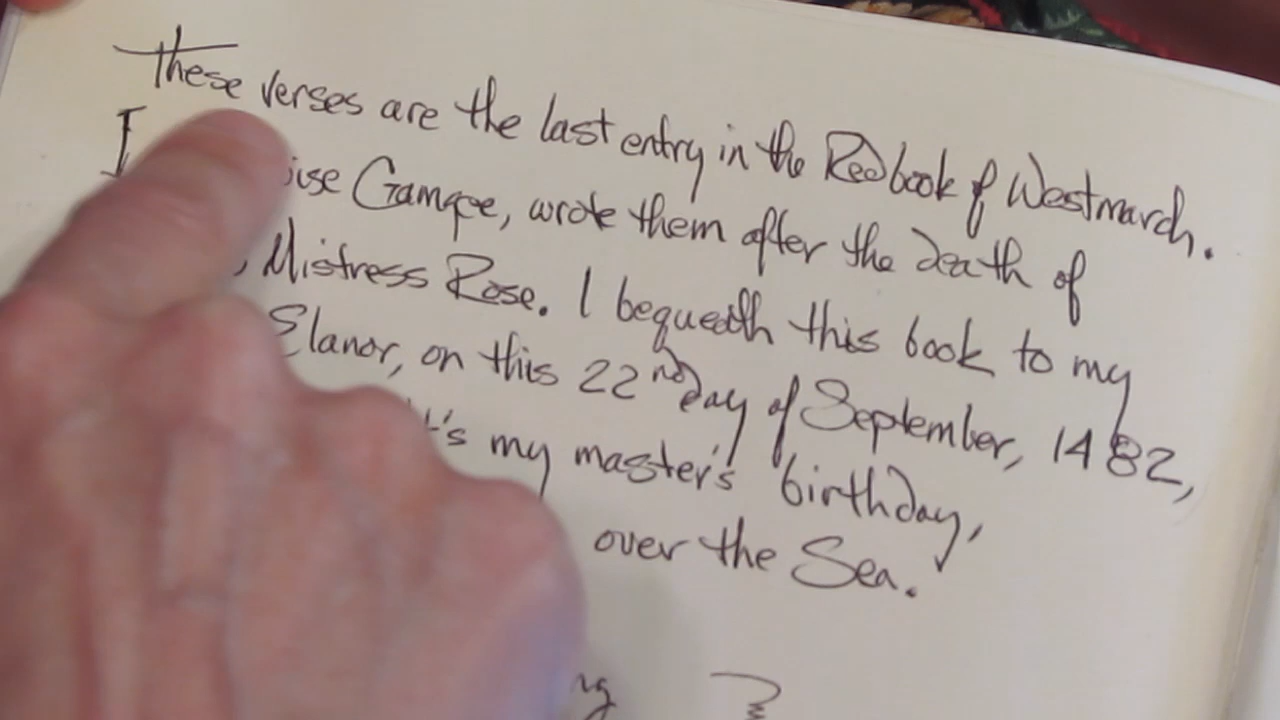 These verses are the last entry in the Redbook of Westmarch.
I ise Gamgee, wrote them after the death of
, Mistress Rose. I bequeath this book to my
Elanor, on this 22nd day of September, 1482,
t's my master's birthday,
over the Sea.
ng